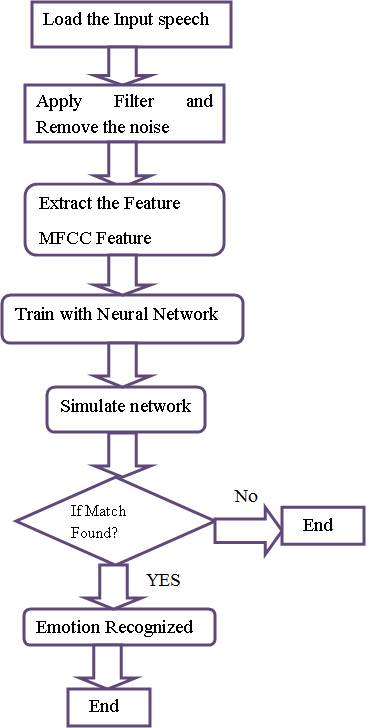 Load the Input speech
Apply Filter and
Remove the noise
Extract the Feature
MFCC Feature
Train with Neural Network
Simulate network
If Match
Found?
No
End
YES
Emotion Recognized
End